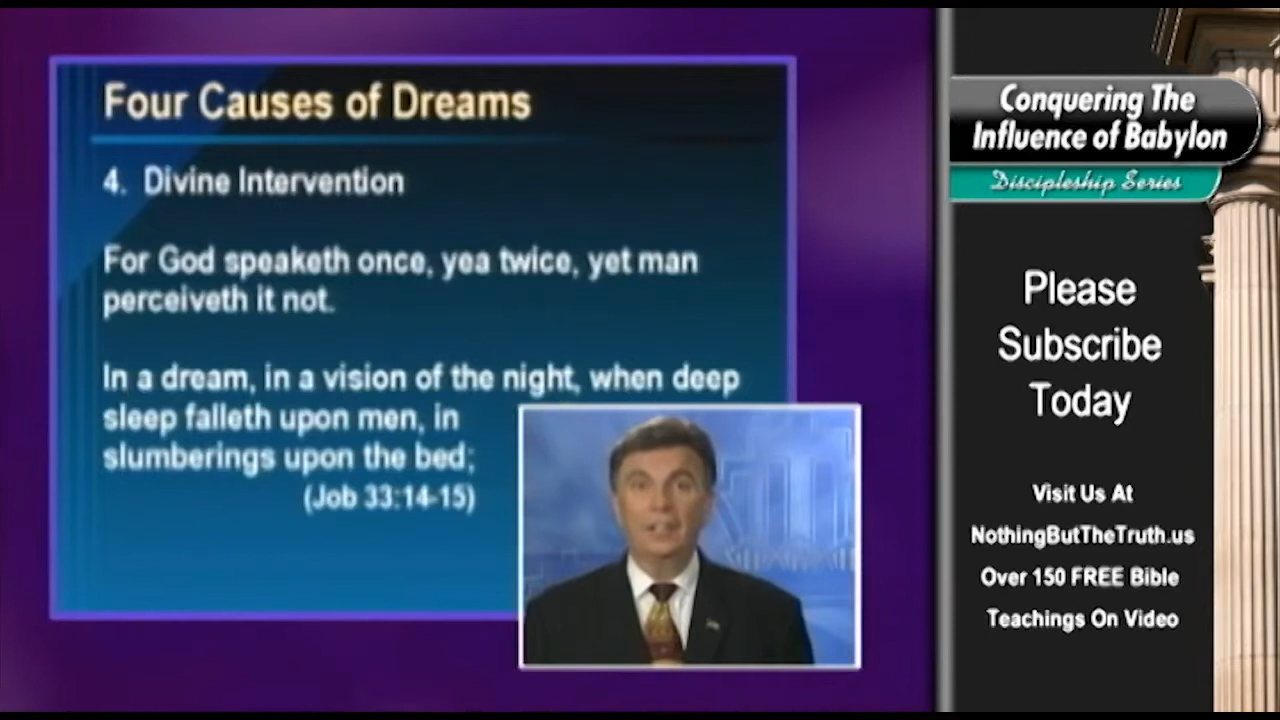 Four Causes of Dreams
4. Divine Intervention
For God speaketh once, yea twice, yet man
perceiveth it not.
In a dream, in a vision of the night, when deep
sleep falleth upon men, in
slumberings upon the bed;
(Job 33:14-15)
Conquering The
Influence of Babylon
Discipleship Series
Please
Subscribe
Today
Visit Us At
NothingButTheTruth.us
Over 150 FREE Bible
Teachings On Video